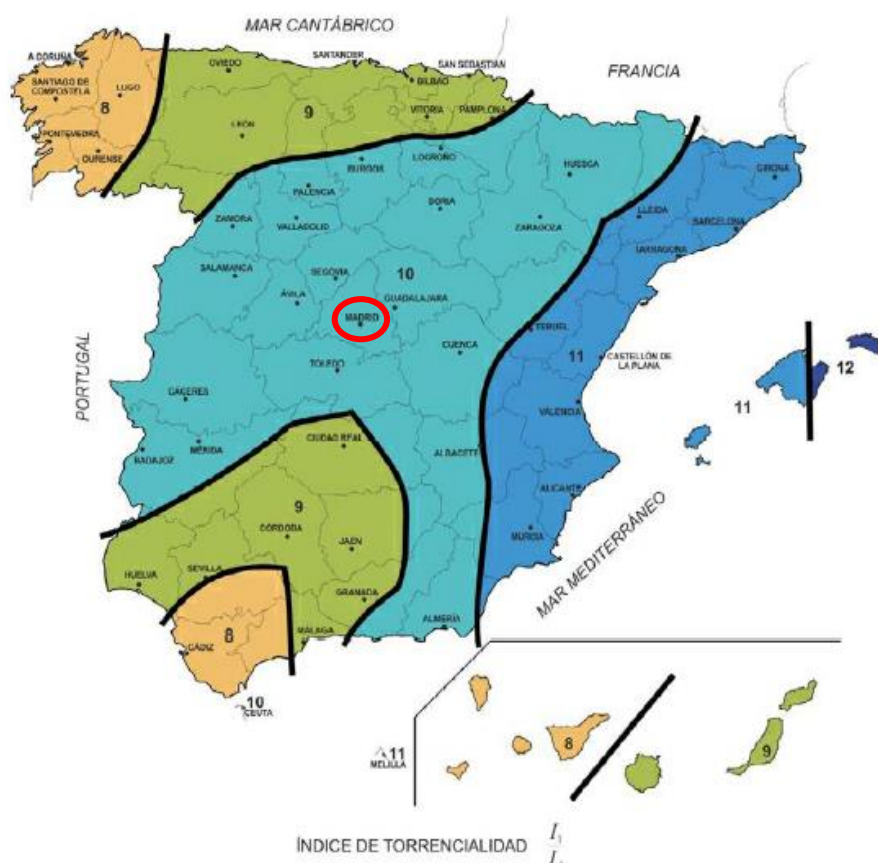 MAR CANTÁBRICO
A CORUÑA
OVIEDO
SANTANDER
SAN SEBASTIÁN
FRANCIA
BILBAO
SANTIAGO DE
COMPOSTELA
LUGO
8
9
VITORIA
PAMPLONA
LEÓN
PONTEVEDRA
OURENSE
LOGROÑO
BURGOS
HUESCA
GIRONA
PALENCIA
SORIA
LLEIDA
BARCELONA
ZAMORA
VALLADOLID
ZARAGOZA
TARRAGONA
SALAMANCA
SEGOVIA
10
ÁVILA
GUADALAJARA
MADRID
TERUEL
PORTUGAL
CUENCA
11
CASTELLÓN DE
LA PLANA
12
TOLEDO
CÁCERES
11
VALENCIA
CIUDAD REAL
ALBACETE
BADAJOZ
MÉRIDA
ALICANTE
9
CÓRDOBA
MURCIA
MAR MEDITERRÁNEO
JAEN
SEVILLA
HUELVA
GRANADA
ALMERÍA
MÁLAGA
8
CÁDIZ
10
CEUTA
11
MELILLA
8
9
ÍNDICE DE TORRENCIALIDAD